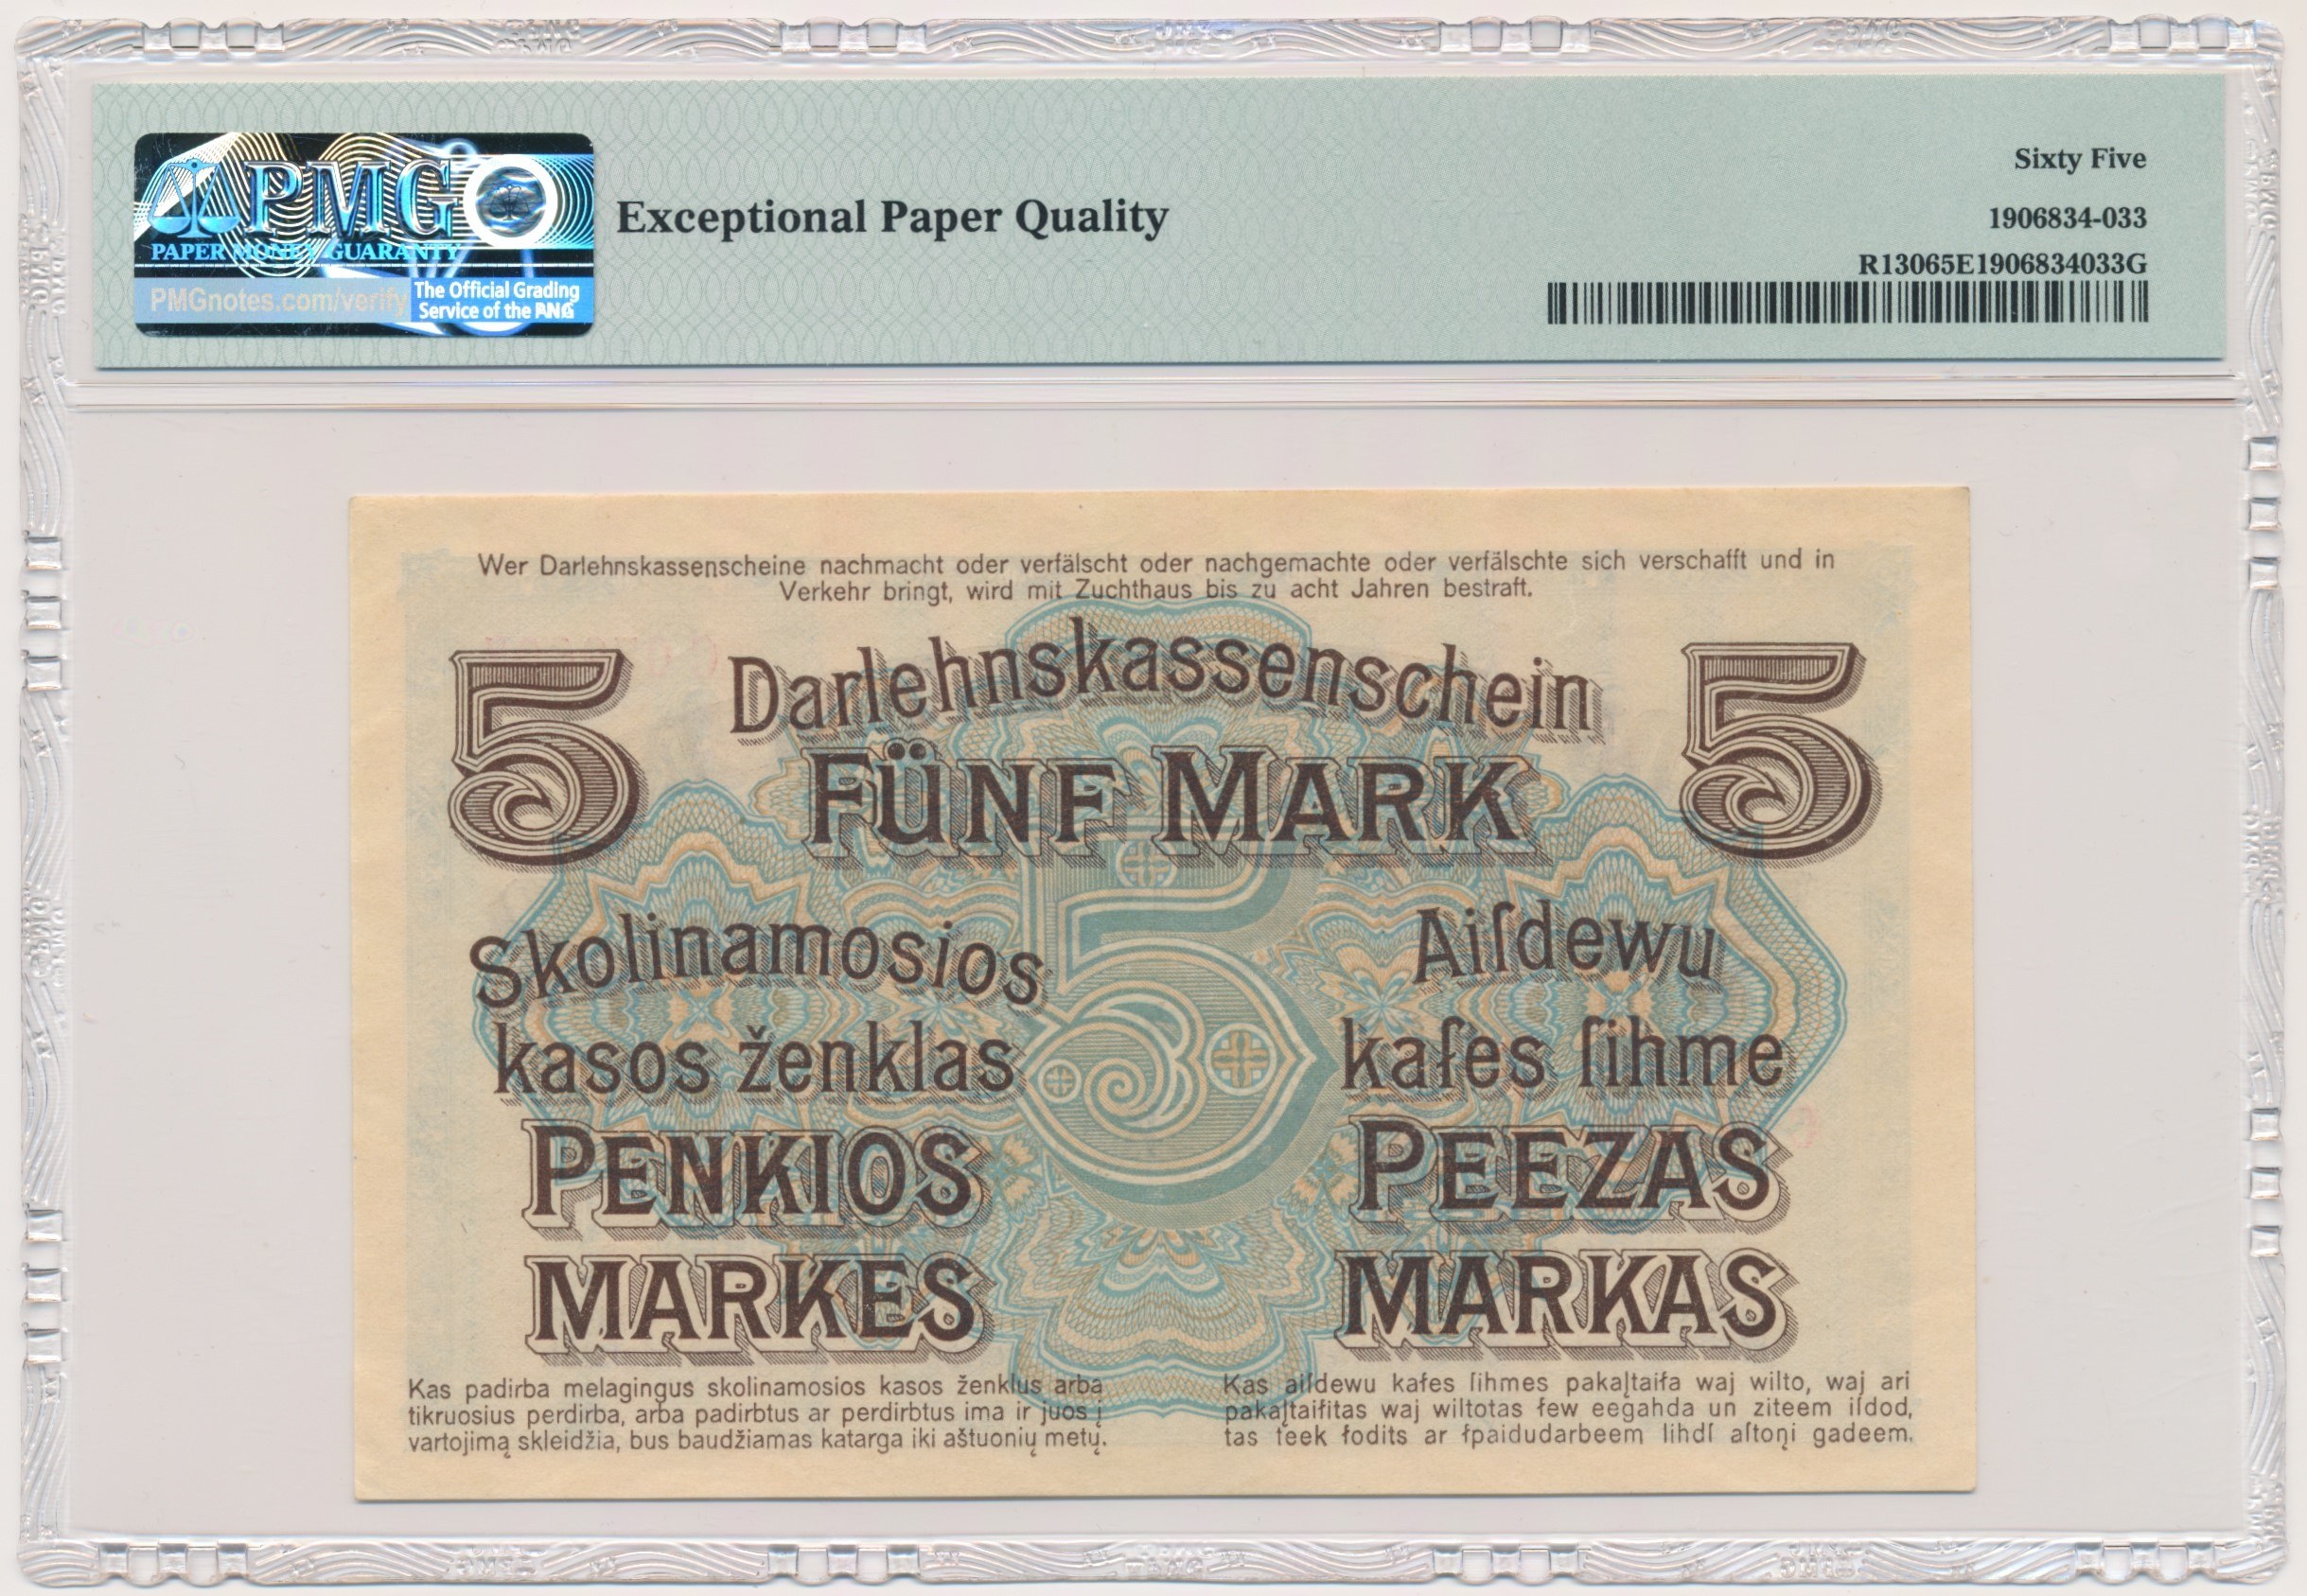 PMG
PAPER MONEY GUARANTY
PMGnotes.com/verify
The Official Grading
Service of the PNG
Exceptional Paper Quality
Sixty Five
1906834-033
R13065E1906834033G
Wer Darlehnskassenscheine nachmacht oder verfälscht oder nachgemachte oder verfälschte sich verschafft und in
Verkehr bringt, wird mit Zuchthaus bis zu acht Jahren bestraft.
5 Darlehnskassenschein 5
FÜNF MARK
5
Skolinamosios
kasos ženklas
PENKIOS
MARKES
Aiſdewu
kaſes ſihme
PEEZAS
MARKAS
Kas padirba melagingus skolinamosios kasos ženklus arba
tikruosius perdirba, arba padirbtus ar perdirbtus ima ir juos į
vartojimą skleidžia, bus baudžiamas katarga iki aštuonių metų.
Kas aiſdewu kaſes ſihmes pakaļtaiſa waj wilto, waj ari
pakaļtaiſitas waj wiltotas ſew eegahda un ziteem iſdod,
tas teek ſodits ar ſpaidudarbeem lihdſ aſtoņi gadeem.